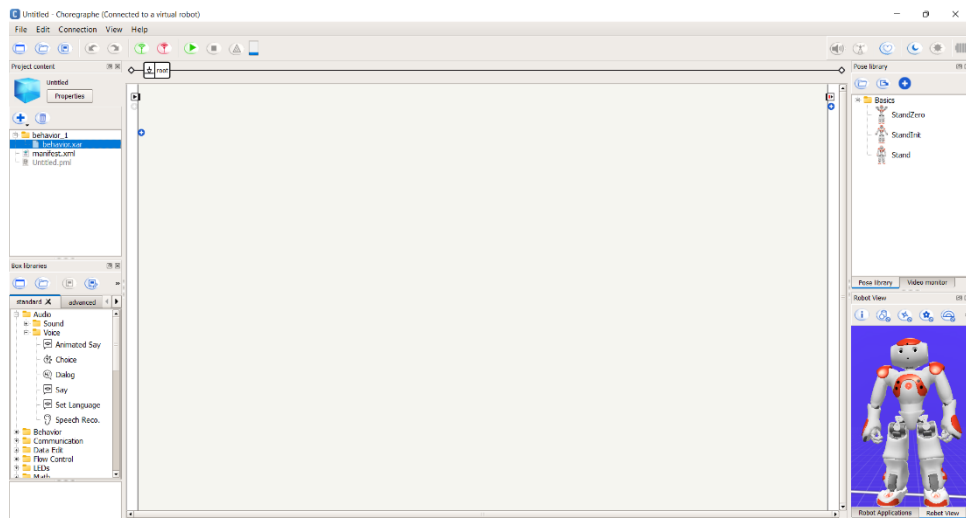 Untitled - Choregraphe (Connected to a virtual robot)
File Edit Connection View Help
Project content
Untitled
Properties
behavior_1
behavior.xar
manifest.xml
Untitled.pml
root
Box libraries
standard
advanced
Audio
Sound
Voice
Animated Say
Choice
Dialog
Say
Set Language
Speech Reco.
Behavior
Communication
Data Edit
Flow Control
LEDs
Math
Pose library
Basics
StandZero
StandInit
Stand
Pose library
Video monitor
Robot View
Robot Applications
Robot View